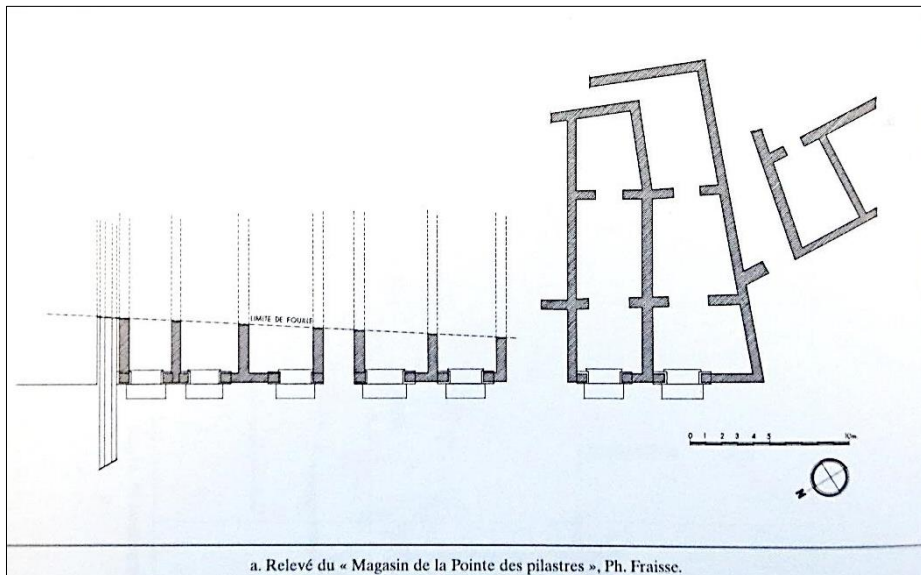 LIMITE DE FOUILLE
0 1 2 3 4 5 10m
N
a. Relevé du « Magasin de la Pointe des pilastres », Ph. Fraisse.